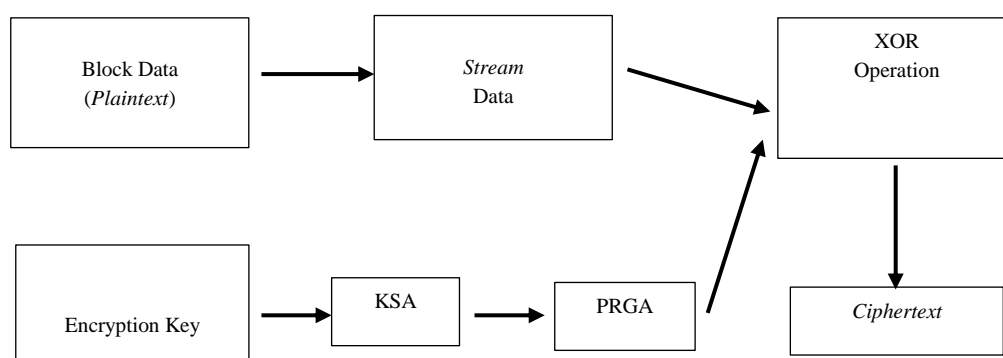 Block Data
(Plaintext)
Stream
Data
XOR
Operation
Encryption Key
KSA
PRGA
Ciphertext